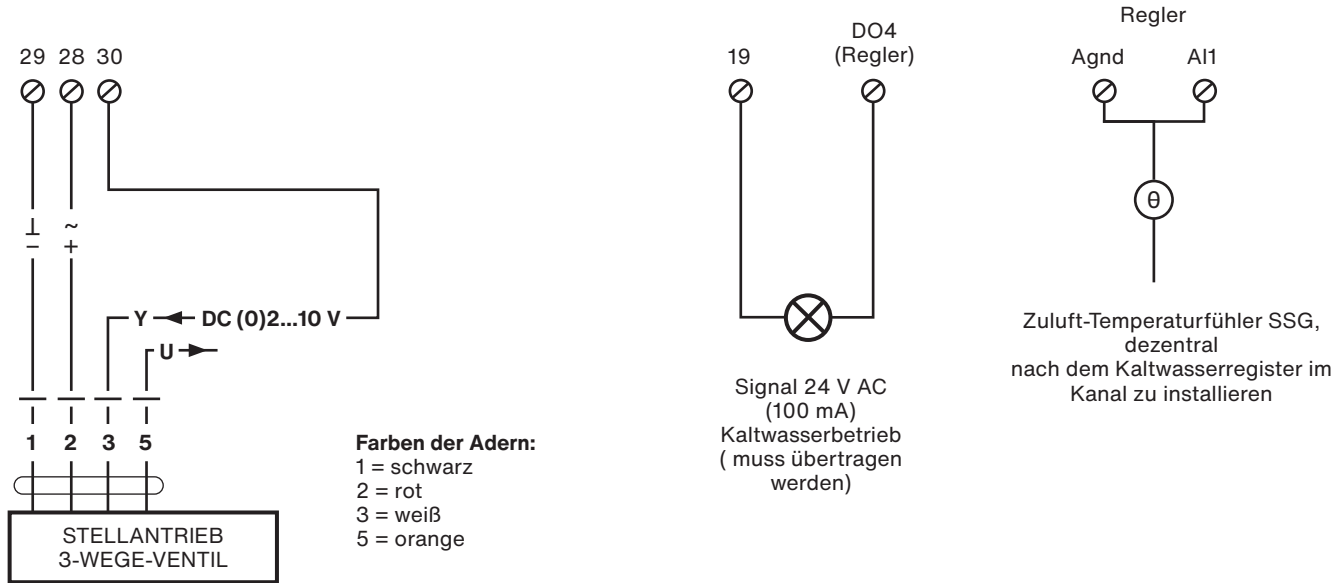 29 28 30
⊥ ~
− +
Y DC (0)2...10 V
U
1 2 3 5
STELLANTRIEB
3-WEGE-VENTIL
Farben der Adern:
1 = schwarz
2 = rot
3 = weiß
5 = orange
19
DO4
(Regler)
Signal 24 V AC
(100 mA)
Kaltwasserbetrieb
( muss übertragen
werden)
Regler
Agnd AI1
θ
Zuluft-Temperaturfühler SSG,
dezentral
nach dem Kaltwasserregister im
Kanal zu installieren